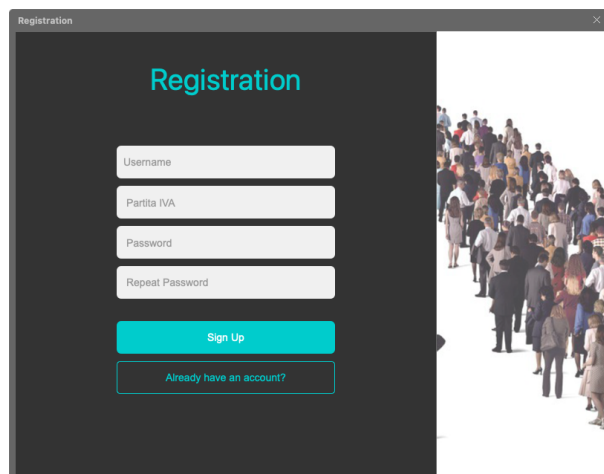 Registration
Registration
Username
Partita IVA
Password
Repeat Password
Sign Up
Already have an account?